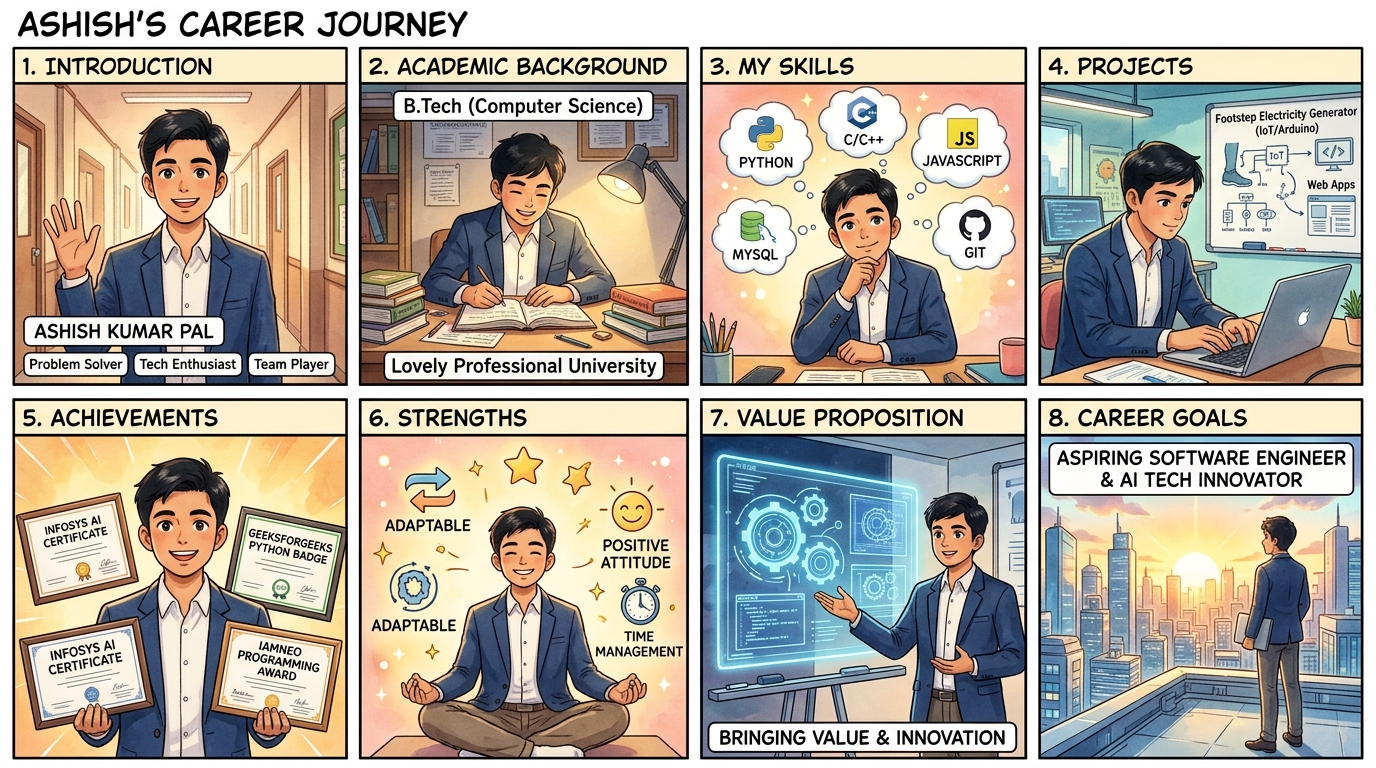 ASHISH'S CAREER JOURNEY
1. INTRODUCTION
ASHISH KUMAR PAL
Problem Solver
Tech Enthusiast
Team Player
2. ACADEMIC BACKGROUND
B.Tech (Computer Science)
Lovely Professional University
3. MY SKILLS
PYTHON
C/C++
JS
JAVASCRIPT
MYSQL
GIT
4. PROJECTS
Footstep Electricity Generator
(IoT/Arduino)
IoT
</>
Web Apps
5. ACHIEVEMENTS
INFOSYS AI
CERTIFICATE
GEEKSFORGEEKS
PYTHON BADGE
INFOSYS AI
CERTIFICATE
IAMNEO
PROGRAMMING
AWARD
6. STRENGTHS
ADAPTABLE
POSITIVE
ATTITUDE
ADAPTABLE
TIME
MANAGEMENT
7. VALUE PROPOSITION
BRINGING VALUE & INNOVATION
8. CAREER GOALS
ASPIRING SOFTWARE ENGINEER
& AI TECH INNOVATOR